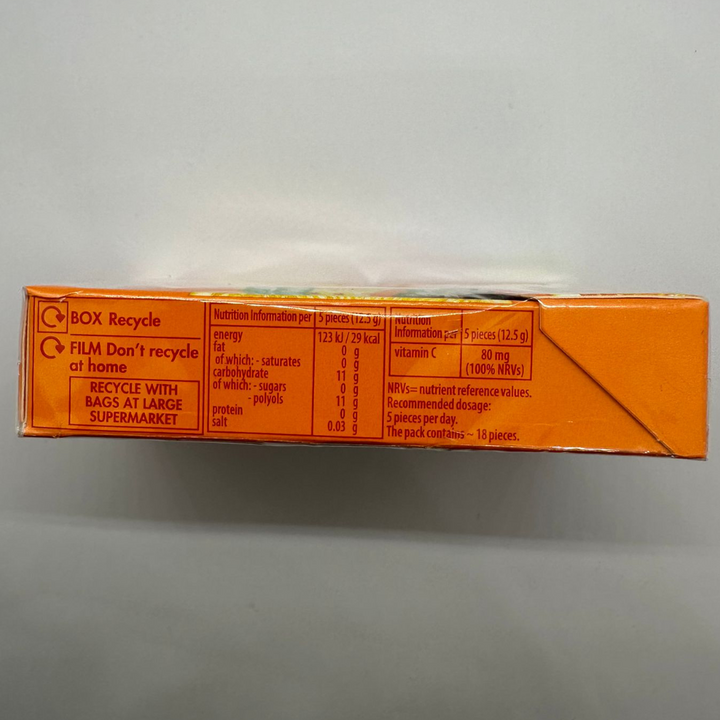 BOX Recycle
FILM Don't recycle
at home
RECYCLE WITH
BAGS AT LARGE
SUPERMARKET
Nutrition Information per 5 pieces (12.5 g)
energy 123 kJ / 29 kcal
fat 0 g
of which: - saturates 0 g
carbohydrate 11 g
of which: - sugars 0 g
- polyols 11 g
protein 0 g
salt 0.03 g
Nutrition
Information per 5 pieces (12.5 g)
vitamin C 80 mg
(100% NRVs)
NRVs= nutrient reference values.
Recommended dosage:
5 pieces per day.
The pack contains ~ 18 pieces.